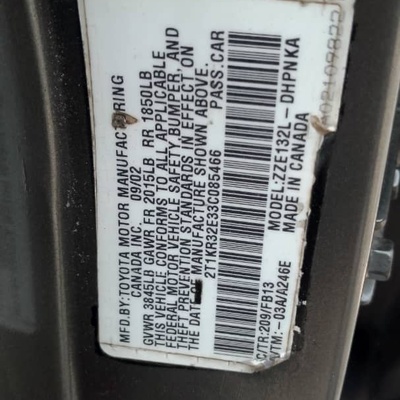 MFD.BY:TOYOTA MOTOR MANUFACTURING
CANADA INC. 09/02
GVWR 3845LB GAWR FR 2015LB RR 1850LB
THIS VEHICLE CONFORMS TO ALL APPLICABLE
FEDERAL MOTOR VEHICLE SAFETY, BUMPER, AND
THEFT PREVENTION STANDARDS IN EFFECT ON
THE DATE OF MANUFACTURE SHOWN ABOVE.
2T1KR32E33C085466 PASS.CAR
MODEL:ZZE132L-DHPNKA
MADE IN CANADA
C/TR:209/FB13
A/TM:-03A/A246E